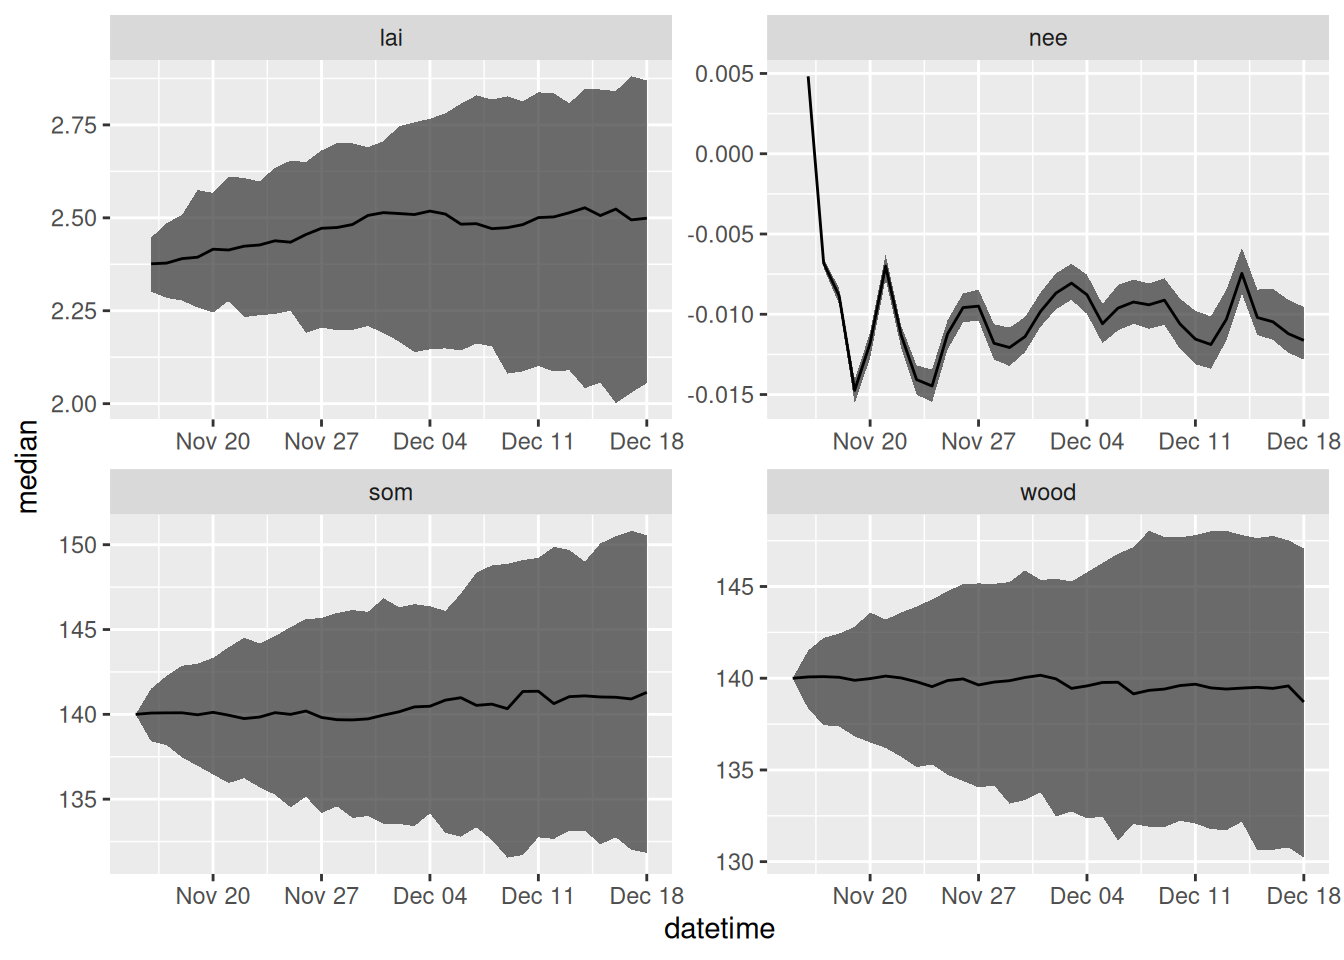 lai
nee
2.75
2.50
2.25
2.00
0.005
0.000
-0.005
-0.010
-0.015
Nov 20 Nov 27 Dec 04 Dec 11 Dec 18
Nov 20 Nov 27 Dec 04 Dec 11 Dec 18
median
som
wood
150
145
140
135
145
140
135
130
Nov 20 Nov 27 Dec 04 Dec 11 Dec 18
Nov 20 Nov 27 Dec 04 Dec 11 Dec 18
datetime